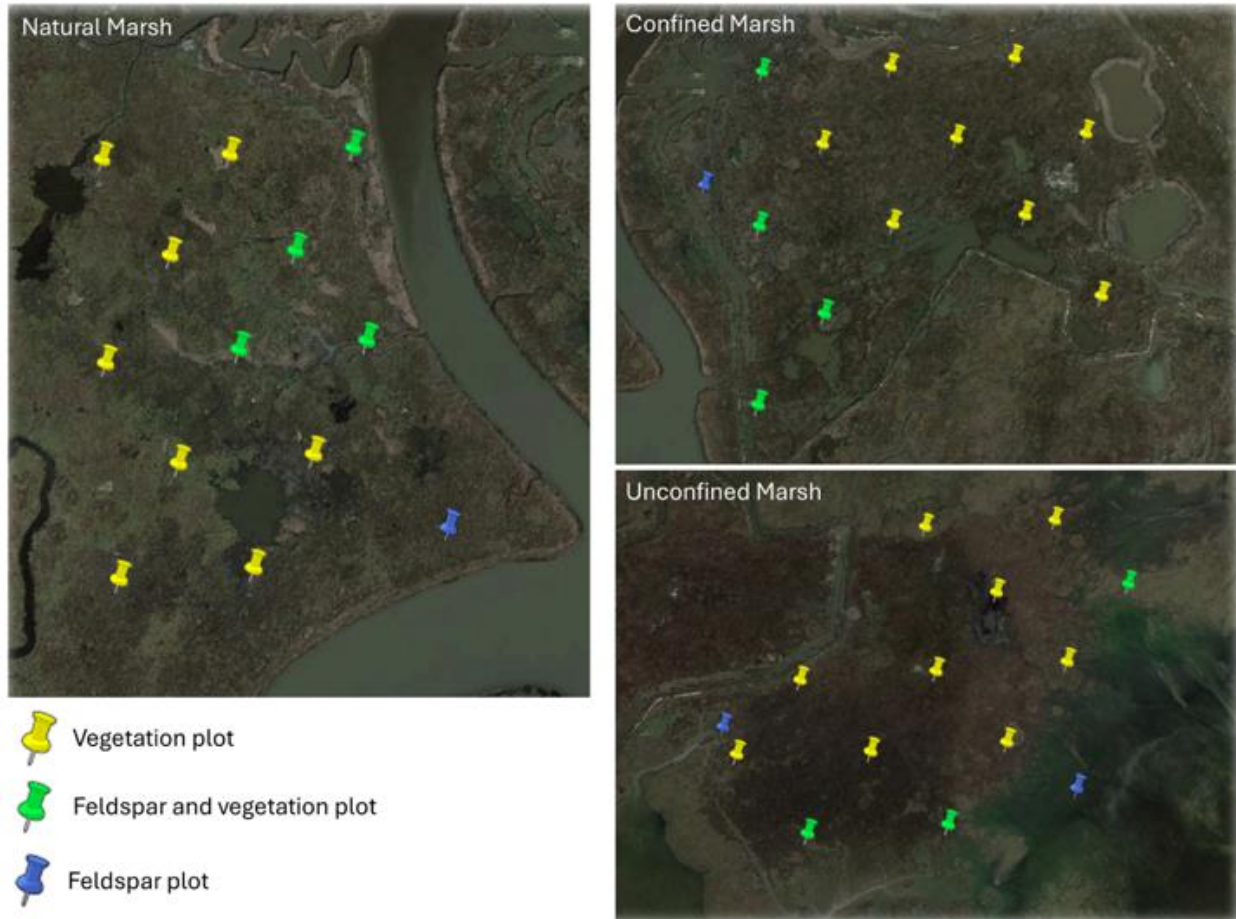 Natural Marsh
Confined Marsh
Unconfined Marsh
Vegetation plot
Feldspar and vegetation plot
Feldspar plot